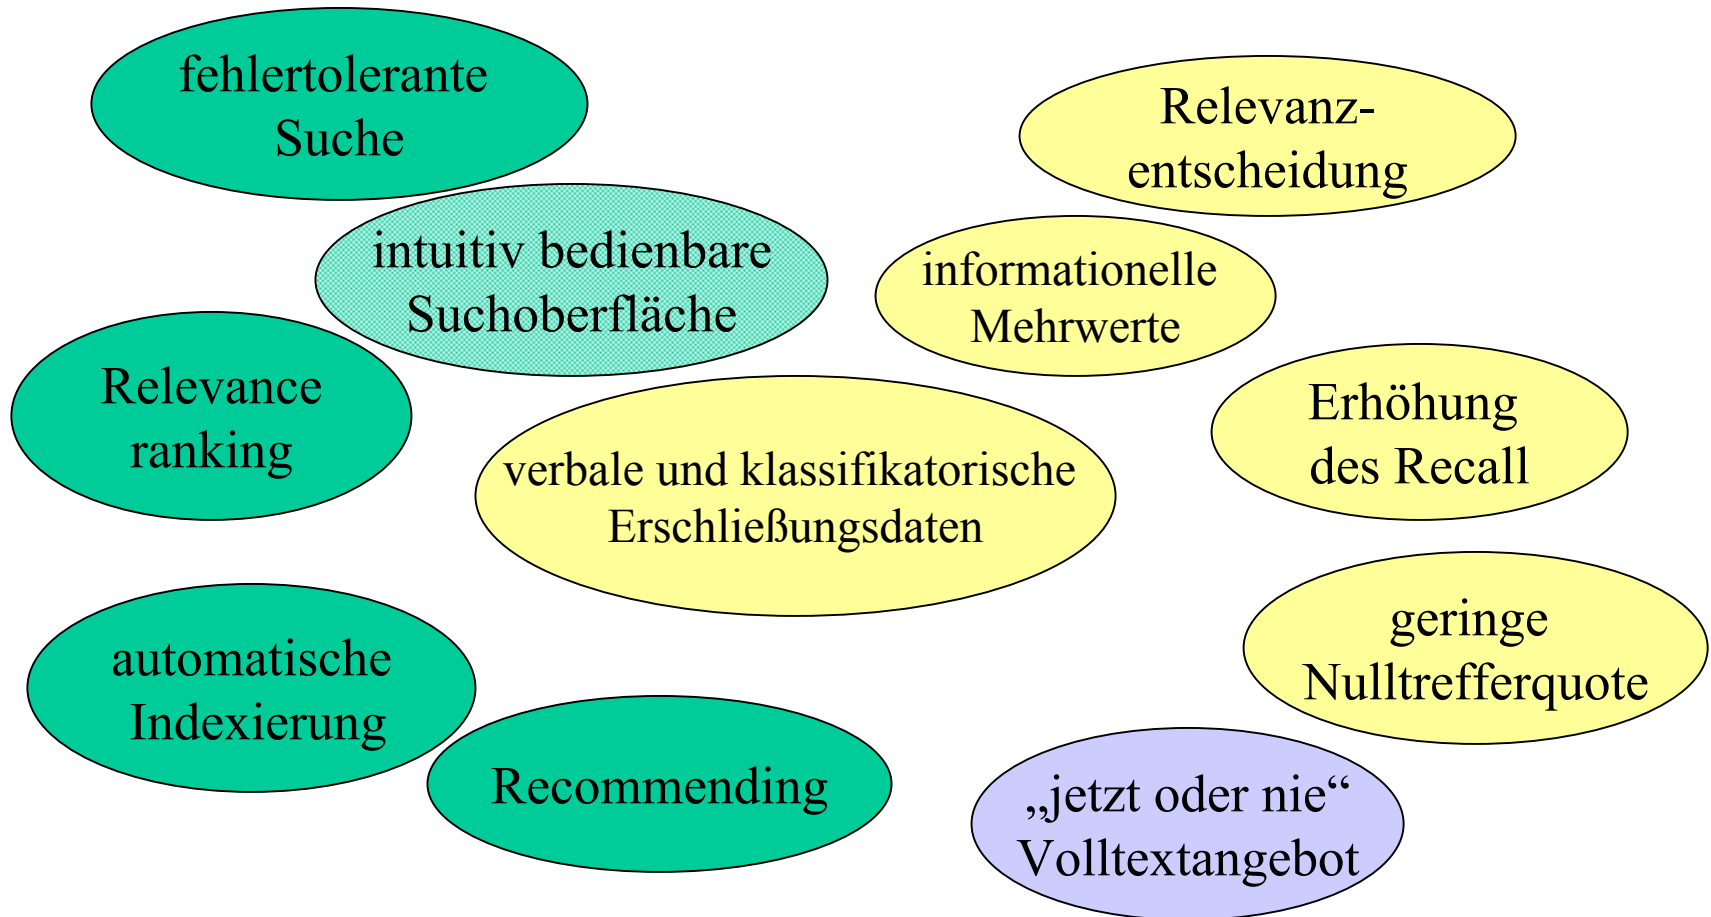 fehlertolerante
Suche
Relevanz-
entscheidung
intuitiv bedienbare
Suchoberfläche
informationelle
Mehrwerte
Relevance
ranking
Erhöhung
des Recall
verbale und klassifikatorische
Erschließungsdaten
geringe
Nulltrefferquote
automatische
Indexierung
Recommending
„jetzt oder nie“
Volltextangebot